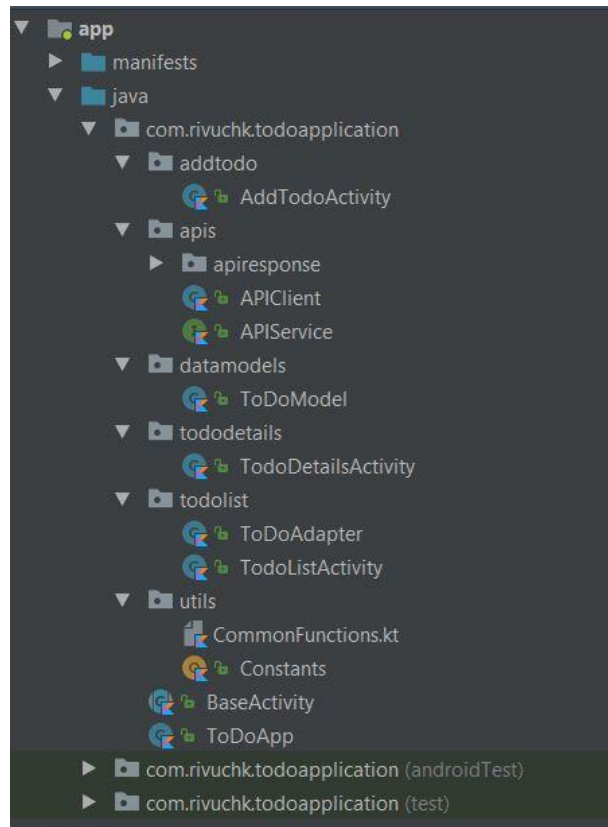 app
manifests
java
com.rivuchk.todoapplication
addtodo
AddTodoActivity
apis
apiresponse
APIClient
APIService
datamodels
ToDoModel
tododetails
TodoDetailsActivity
todolist
ToDoAdapter
TodoListActivity
utils
CommonFunctions.kt
Constants
BaseActivity
ToDoApp
com.rivuchk.todoapplication (androidTest)
com.rivuchk.todoapplication (test)